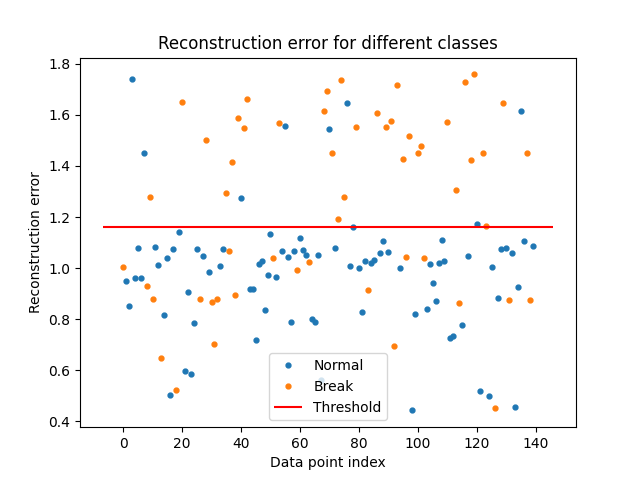 Reconstruction error for different classes
1.8
1.6
1.4
1.2
1.0
0.8
0.6
0.4
Reconstruction error
Normal
Break
Threshold
0 20 40 60 80 100 120 140
Data point index